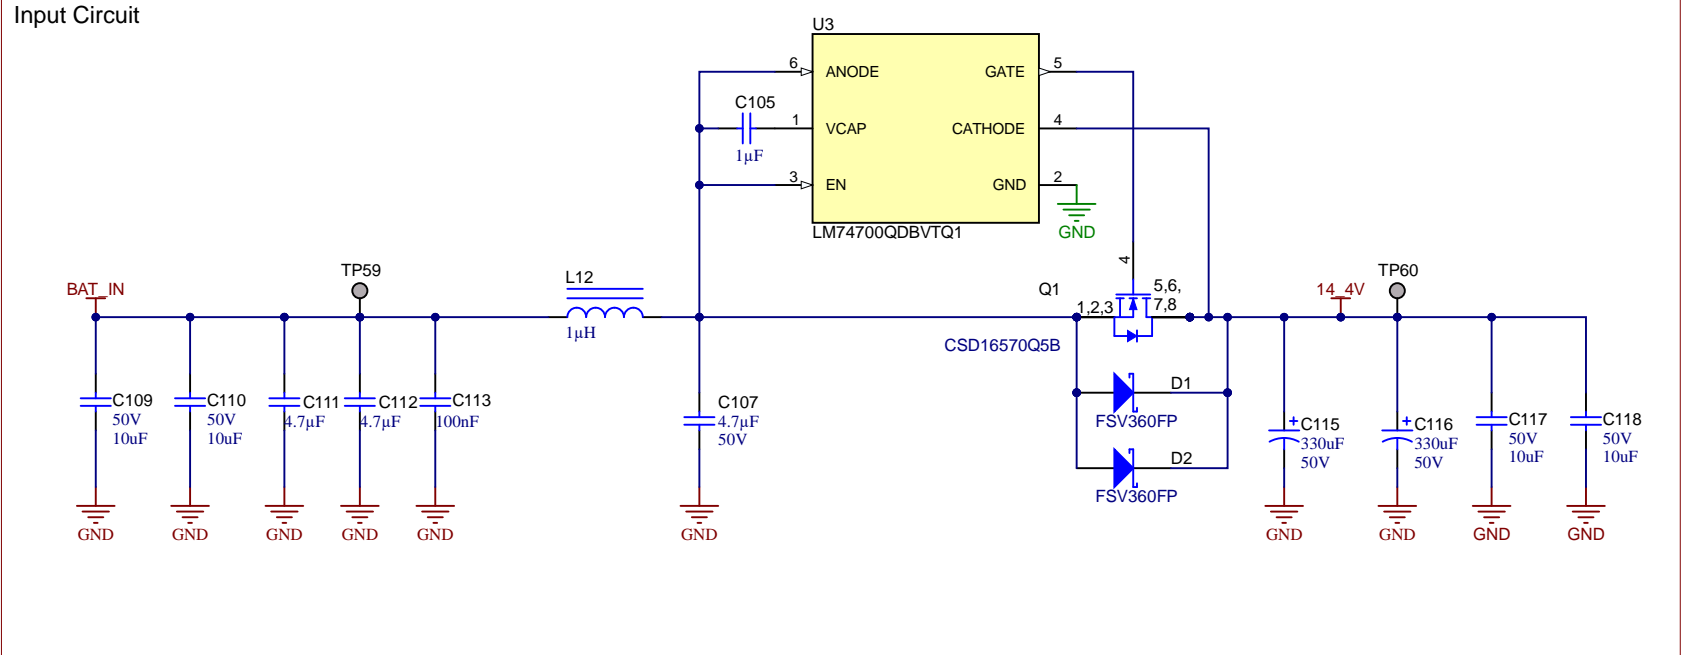 Input Circuit
U3
6
ANODE
GATE
5
C105
1
VCAP
CATHODE
4
1µF
3
EN
GND
2
LM74700QDBVTQ1
GND
4
TP59
L12
TP60
BAT_IN
Q1
5,6,
7,8
14_4V
1,2,3
1µH
CSD16570Q5B
D1
FSV360FP
D2
FSV360FP
C109
50V
10uF
C110
50V
10uF
C111
4.7µF
C112
4.7µF
C113
100nF
C107
4.7µF
50V
+
C115
330uF
50V
+
C116
330uF
50V
C117
50V
10uF
C118
50V
10uF
GND
GND
GND
GND
GND
GND
GND
GND
GND
GND